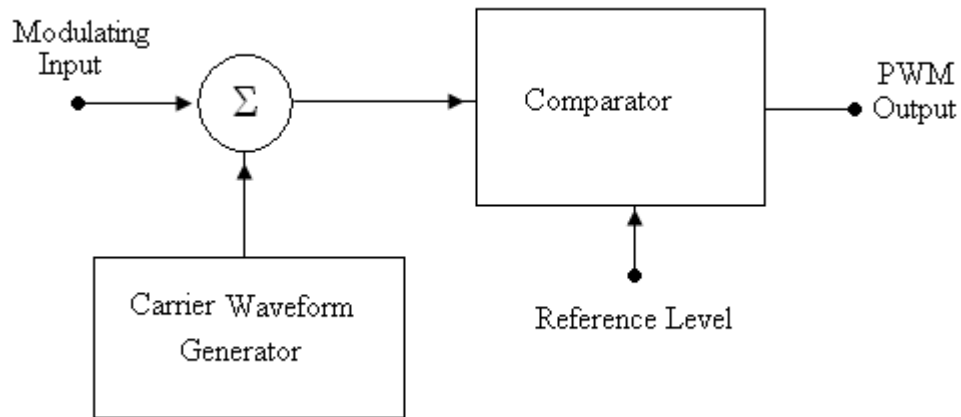 Modulating
Input
Σ
Comparator
PWM
Output
Carrier Waveform
Generator
Reference Level